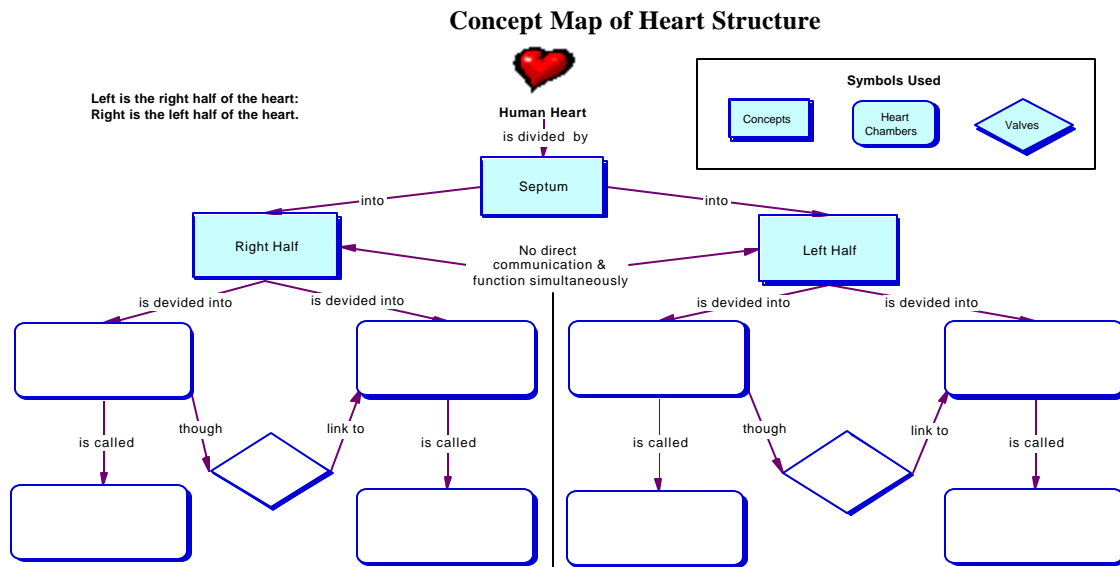 Concept Map of Heart Structure
Left is the right half of the heart:
Right is the left half of the heart.
Human Heart
Symbols Used
Concepts
Heart
Chambers
Valves
is divided by
Septum
into
into
Right Half
No direct
communication &
function simultaneously
Left Half
is devided into
is devided into
is devided into
is devided into
is called
though
link to
is called
is called
though
link to
is called